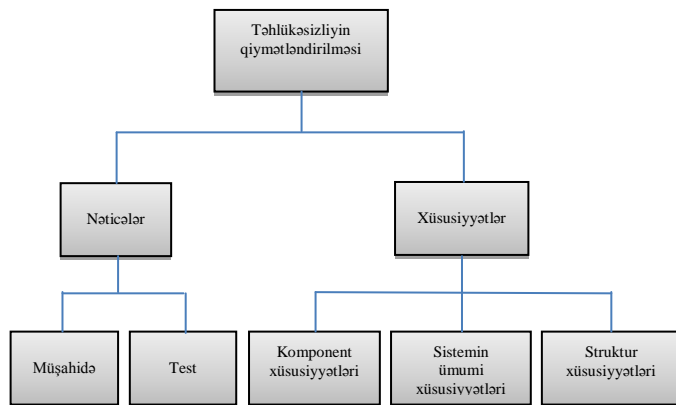 Təhlükəsizliyin
qiymətləndirilməsi
Nəticələr
Xüsusiyyətlər
Müşahidə
Test
Komponent
xüsusiyyətləri
Sistemin
ümumi
xüsusiyyətləri
Struktur
xüsusiyyətləri